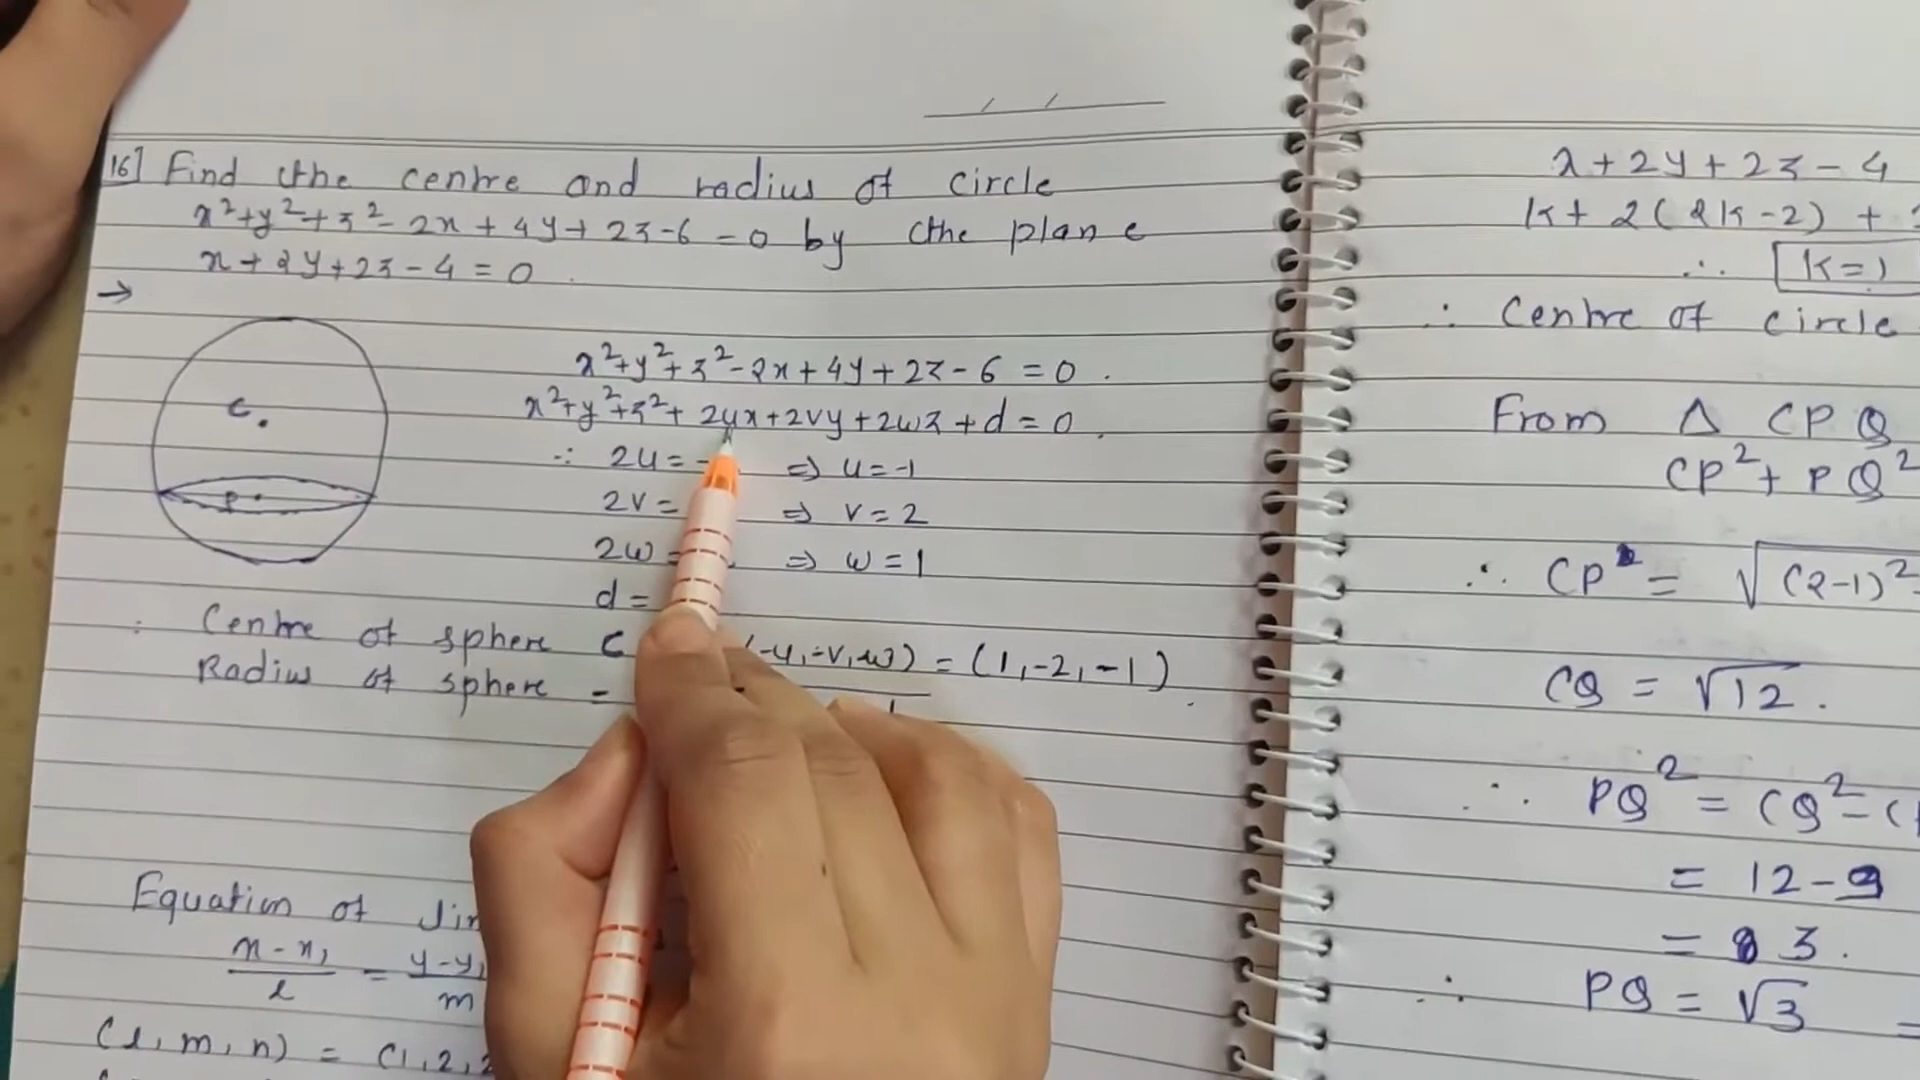 16] Find the centre and radius of circle
x²+y²+z²-2x+4y+2z-6=0 by the plane
x+2y+2z-4=0.
→
C.
P.
x²+y²+z²-2x+4y+2z-6 = 0.
x²+y²+z²+2ux+2vy+2wz+d=0.
∴ 2u=- ⇒ u=-1
2v= ⇒ v=2
2w= ⇒ w=1
d=
∴ Centre of sphere C (-u,-v,-w) = (1,-2,-1)
Radius of sphere =
Equation of
x-x₁/l = y-y₁/m
(l,m,n) = (1,2,2
x+2y+2z-4
k+2(2k-2)+
∴ k=1
∴ Centre of circle
From Δ CPQ
CP²+PQ²
∴ CP = √(2-1)²
CQ = √12.
∴ PQ² = CQ²-
= 12-9
= 3.
∴ PQ = √3 =